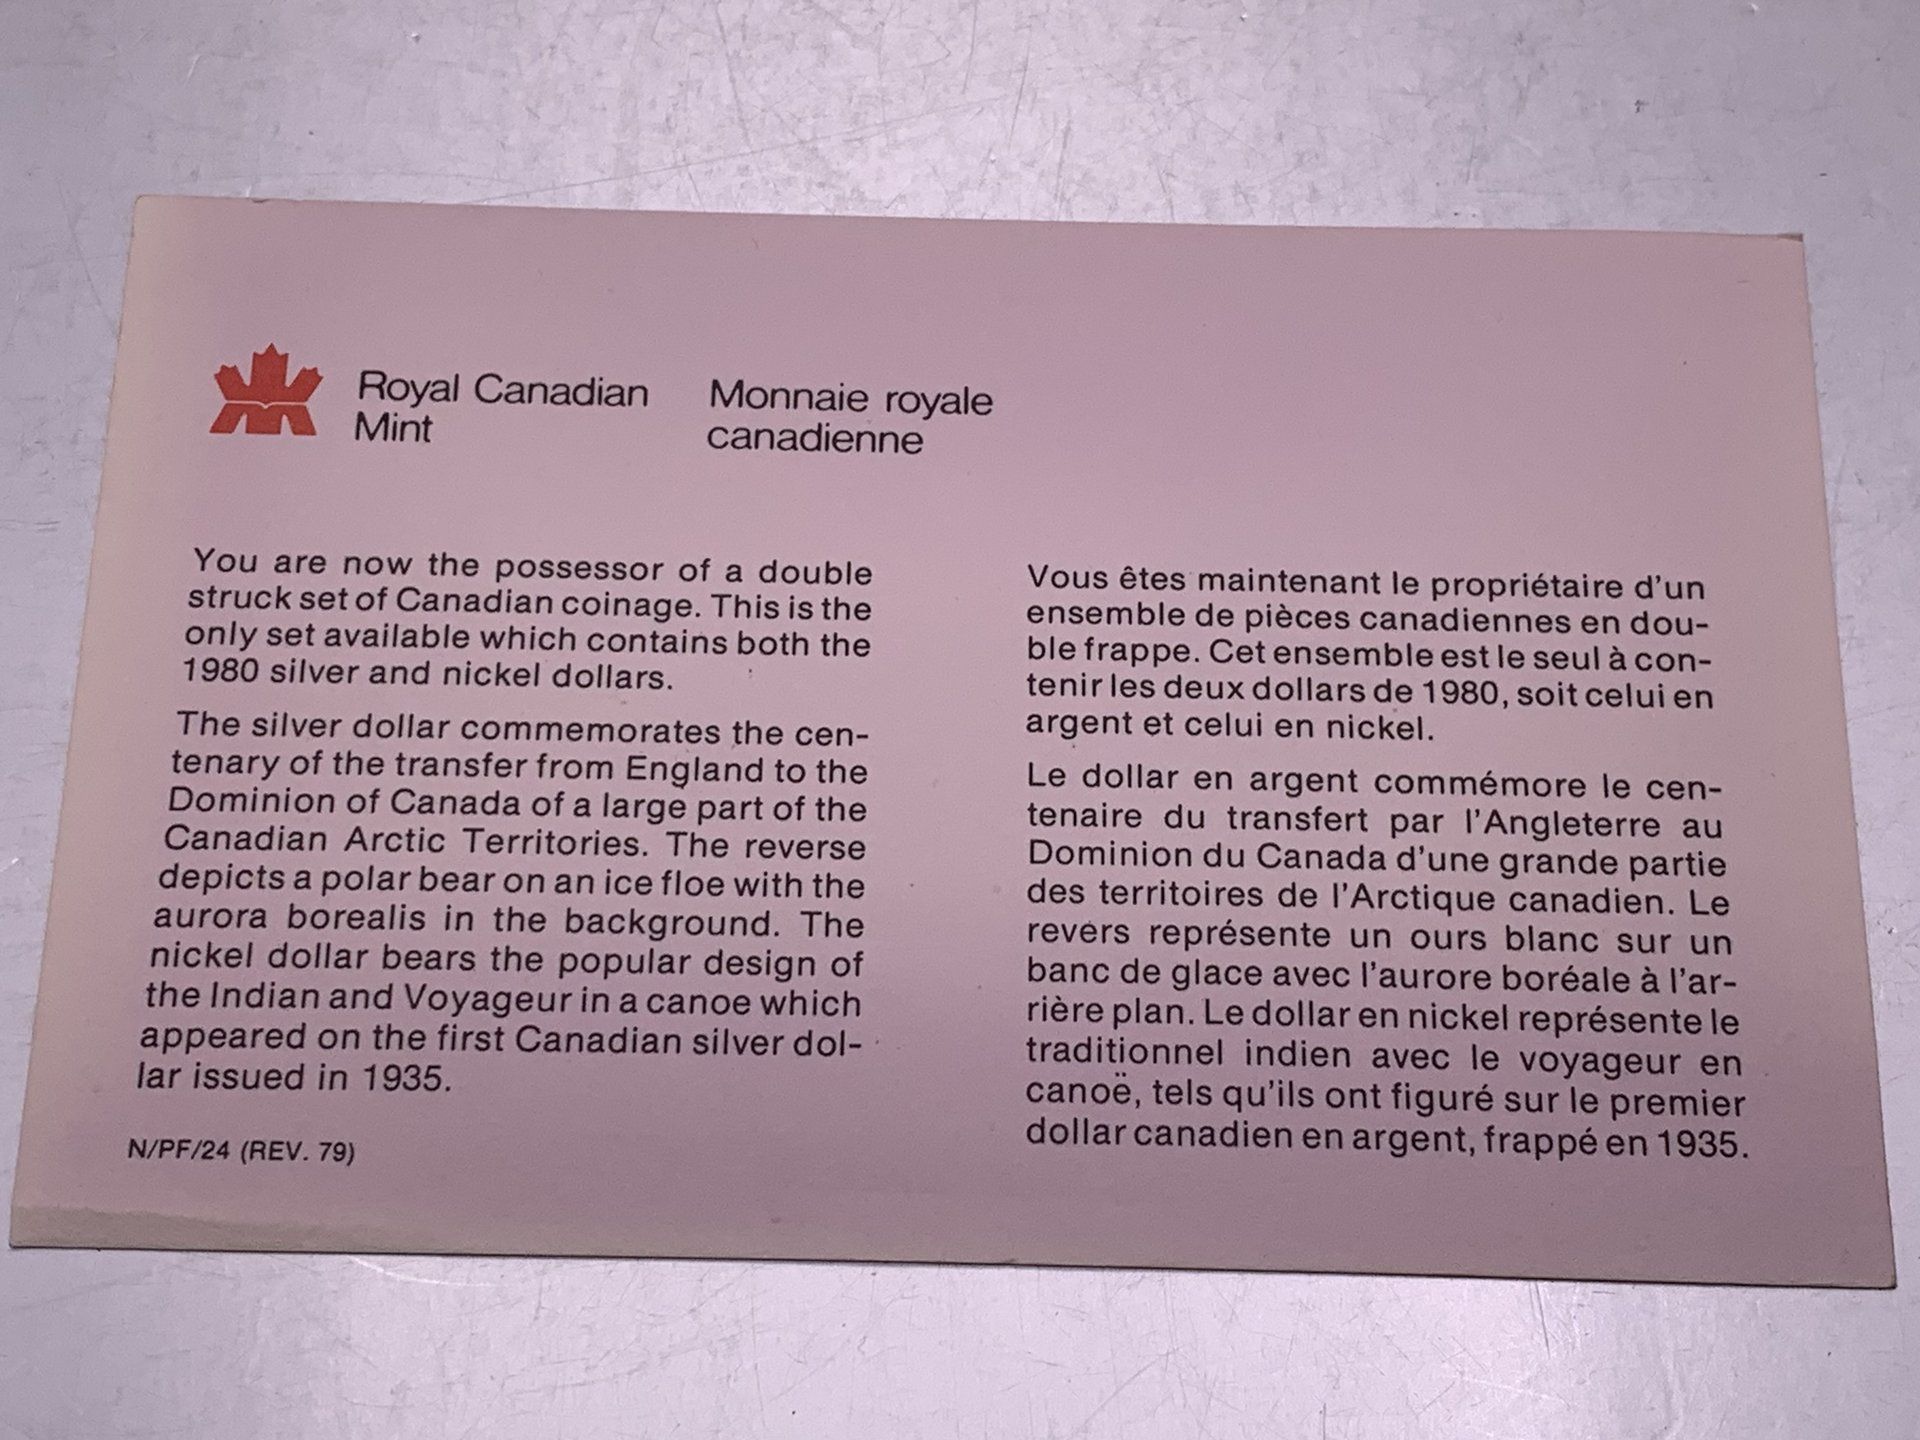 Royal Canadian
Mint
Monnaie royale
canadienne
You are now the possessor of a double
struck set of Canadian coinage. This is the
only set available which contains both the
1980 silver and nickel dollars.
The silver dollar commemorates the cen-
tenary of the transfer from England to the
Dominion of Canada of a large part of the
Canadian Arctic Territories. The reverse
depicts a polar bear on an ice floe with the
aurora borealis in the background. The
nickel dollar bears the popular design of
the Indian and Voyageur in a canoe which
appeared on the first Canadian silver dol-
lar issued in 1935.
N/PF/24 (REV. 79)
Vous êtes maintenant le propriétaire d'un
ensemble de pièces canadiennes en dou-
ble frappe. Cet ensemble est le seul à con-
tenir les deux dollars de 1980, soit celui en
argent et celui en nickel.
Le dollar en argent commémore le cen-
tenaire du transfert par l'Angleterre au
Dominion du Canada d'une grande partie
des territoires de l'Arctique canadien. Le
revers représente un ours blanc sur un
banc de glace avec l'aurore boréale à l'ar-
rière plan. Le dollar en nickel représente le
traditionnel indien avec le voyageur en
canoë, tels qu'ils ont figuré sur le premier
dollar canadien en argent, frappé en 1935.